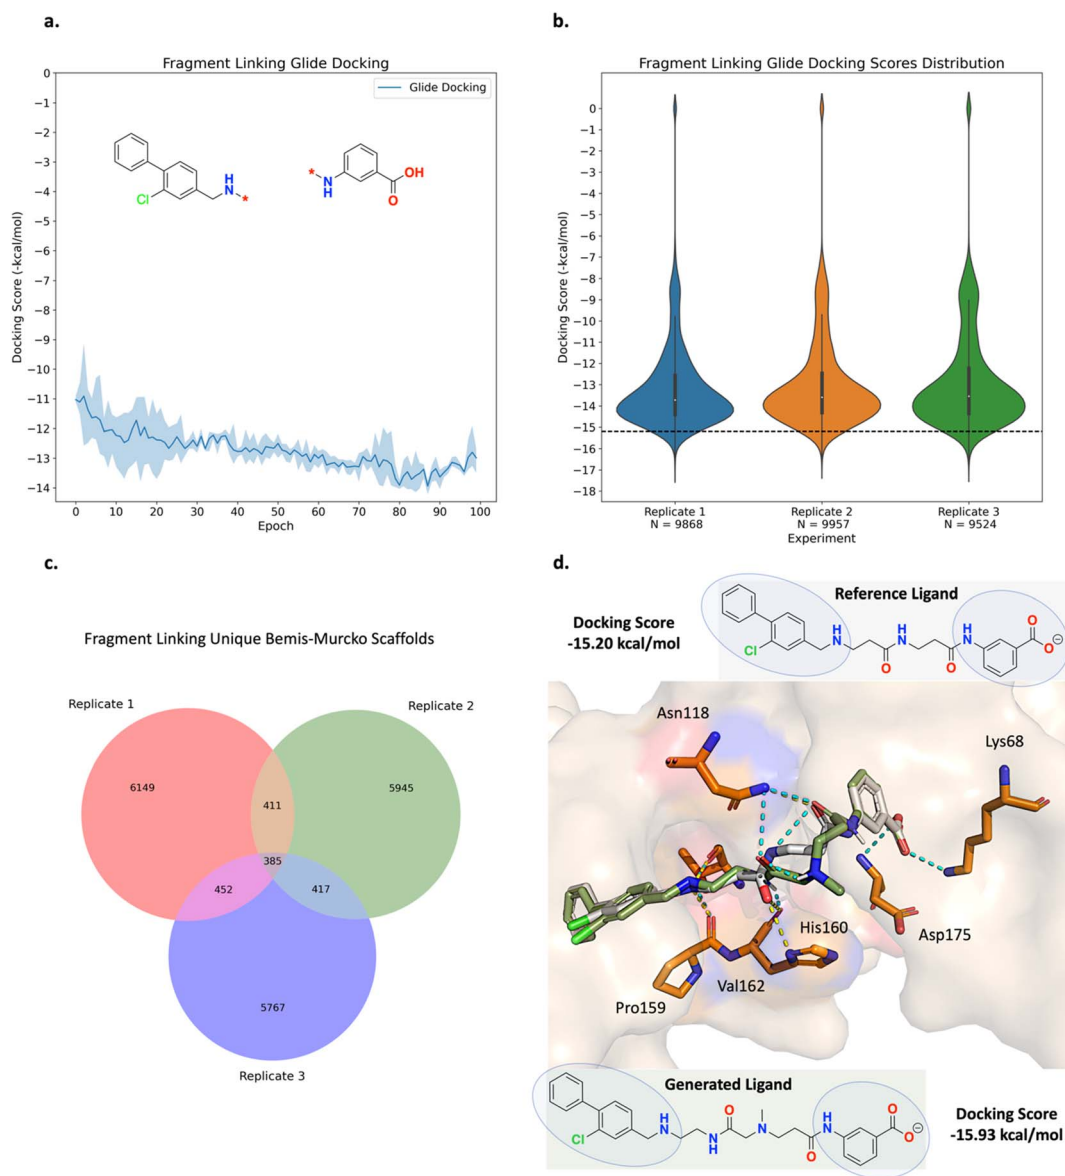 a.
Fragment Linking Glide Docking
Glide Docking
Docking Score (-kcal/mol)
0
−1
−2
−3
−4
−5
−6
−7
−8
−9
−10
−11
−12
−13
−14
H
N
*
Cl
*
N
H
OH
O
0 10 20 30 40 50 60 70 80 90 100
Epoch
b.
Fragment Linking Glide Docking Scores Distribution
Docking Score (-kcal/mol)
0
−1
−2
−3
−4
−5
−6
−7
−8
−9
−10
−11
−12
−13
−14
−15
−16
−17
−18
Replicate 1 Replicate 2 Replicate 3
N = 9868 N = 9957 N = 9524
Experiment
c.
Fragment Linking Unique Bemis-Murcko Scaffolds
Replicate 1
Replicate 2
6149
411
5945
385
452
417
5767
Replicate 3
d.
Reference Ligand
Docking Score
-15.20 kcal/mol
Cl
N
H
O
H
N
O
H
N
O
O
−
Asn118
Lys68
His160
Asp175
Val162
Pro159
Generated Ligand
Cl
H
N
N
H
O
N
O
H
N
O
O
−
Docking Score
-15.93 kcal/mol